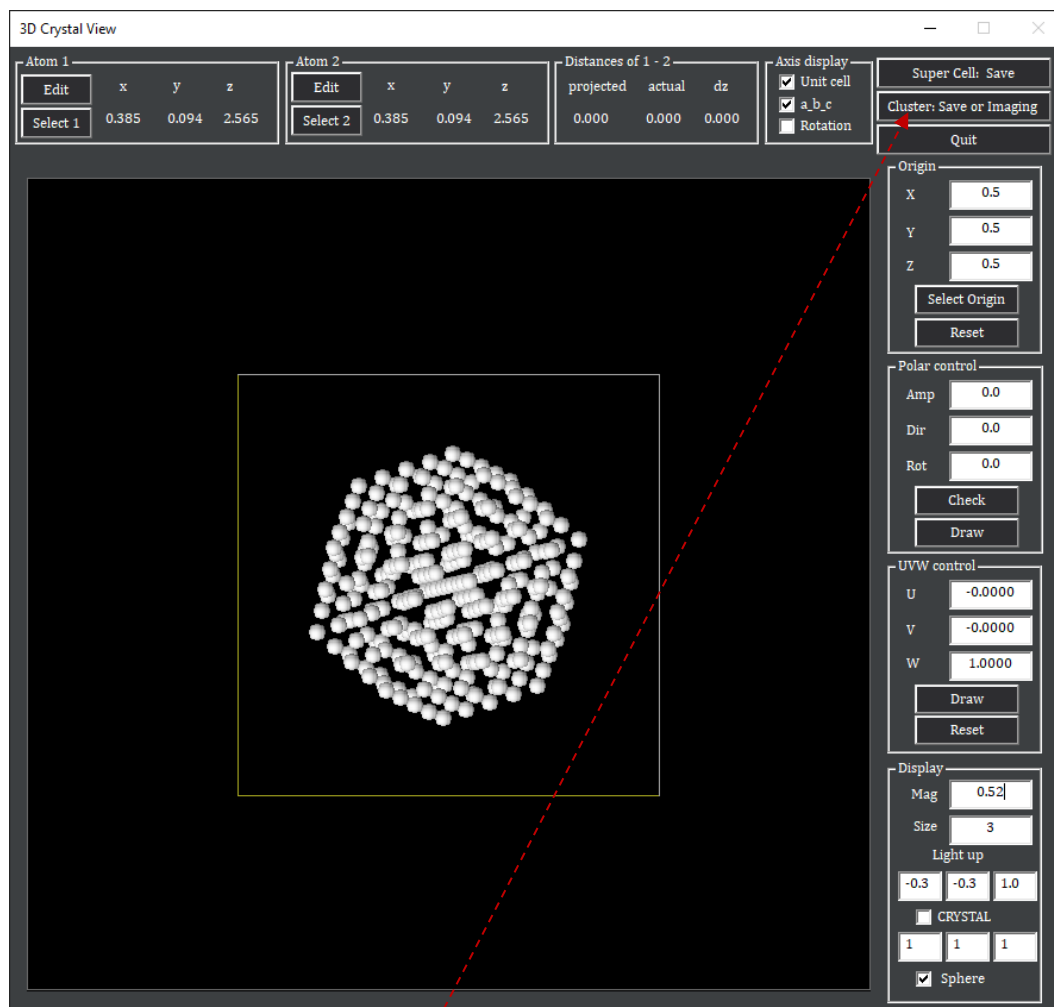 3D Crystal View
Atom 1
Edit x y z
Select 1 0.385 0.094 2.565
Atom 2
Edit x y z
Select 2 0.385 0.094 2.565
Distances of 1 - 2
projected actual dz
0.000 0.000 0.000
Axis display
Unit cell
a_b_c
Rotation
Super Cell: Save
Cluster: Save or Imaging
Quit
Origin
X 0.5
Y 0.5
Z 0.5
Select Origin
Reset
Polar control
Amp 0.0
Dir 0.0
Rot 0.0
Check
Draw
UVW control
U -0.0000
V -0.0000
W 1.0000
Draw
Reset
Display
Mag 0.52
Size 3
Light up
-0.3 -0.3 1.0
CRYSTAL
1 1 1
Sphere